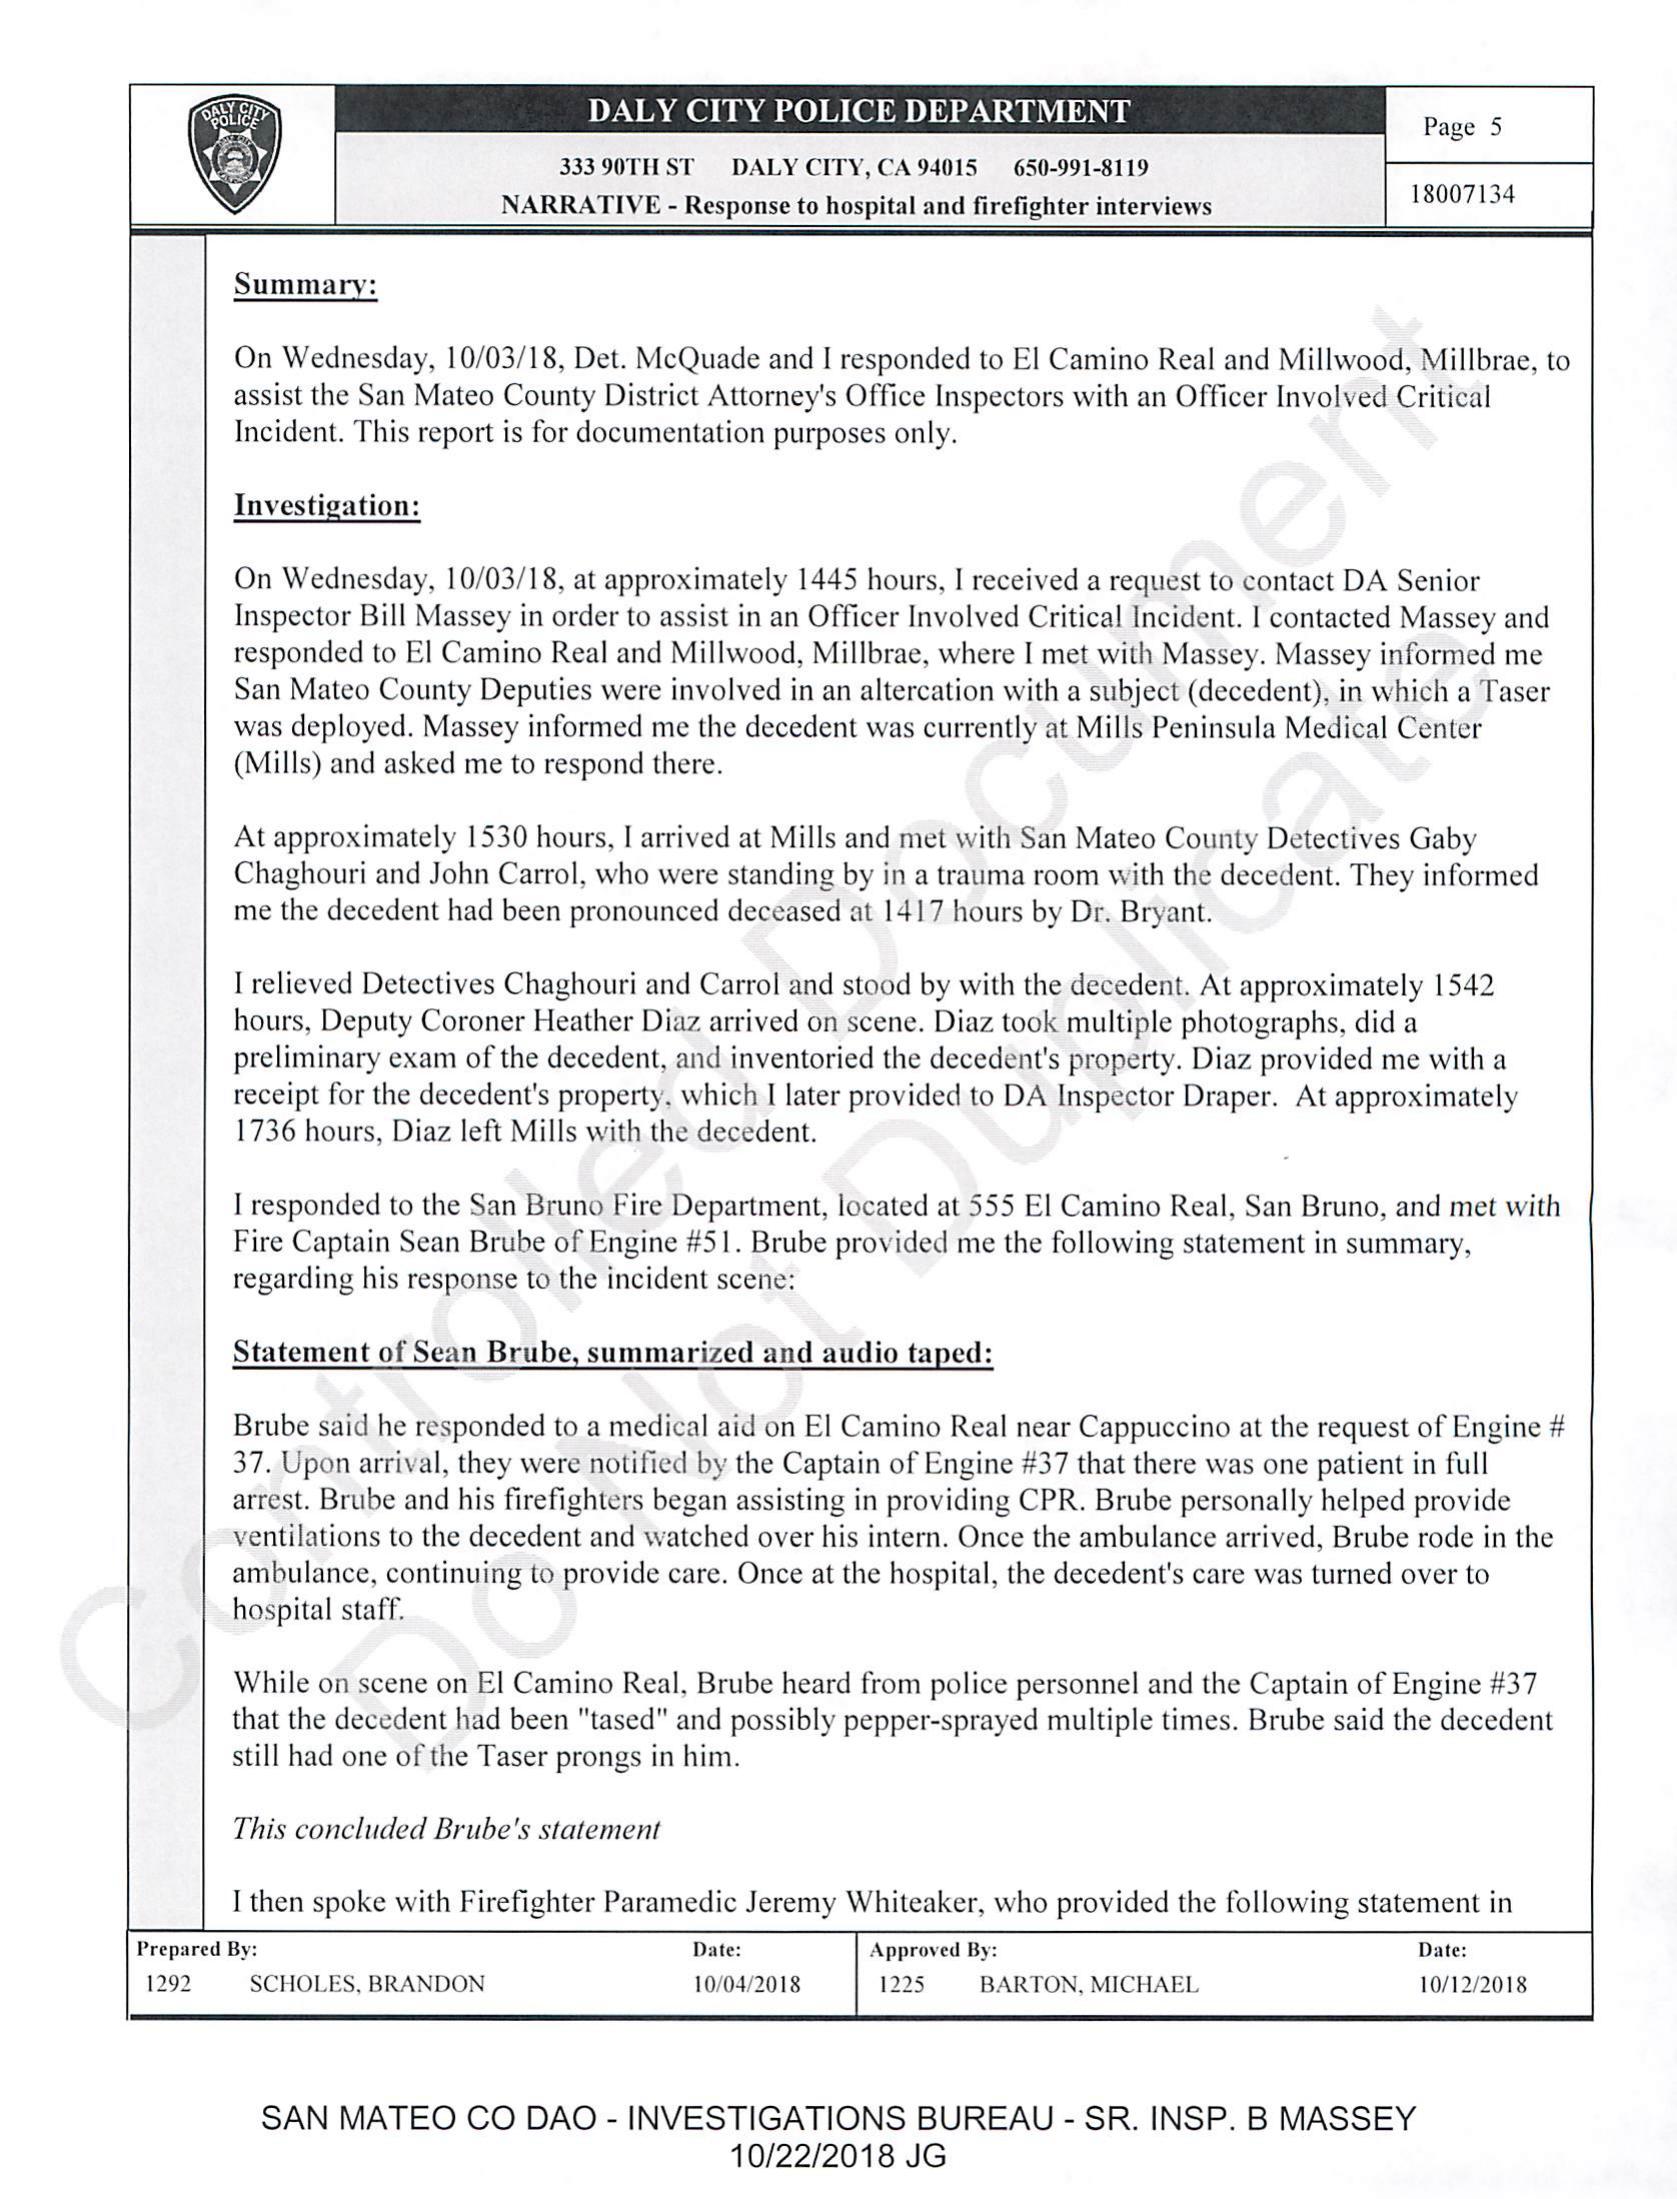 DALY CITY
POLICE
DALY CITY POLICE DEPARTMENT
333 90TH ST DALY CITY, CA 94015 650-991-8119
NARRATIVE - Response to hospital and firefighter interviews
Page 5
18007134
Summary:
On Wednesday, 10/03/18, Det. McQuade and I responded to El Camino Real and Millwood, Millbrae, to
assist the San Mateo County District Attorney's Office Inspectors with an Officer Involved Critical
Incident. This report is for documentation purposes only.
Investigation:
On Wednesday, 10/03/18, at approximately 1445 hours, I received a request to contact DA Senior
Inspector Bill Massey in order to assist in an Officer Involved Critical Incident. I contacted Massey and
responded to El Camino Real and Millwood, Millbrae, where I met with Massey. Massey informed me
San Mateo County Deputies were involved in an altercation with a subject (decedent), in which a Taser
was deployed. Massey informed me the decedent was currently at Mills Peninsula Medical Center
(Mills) and asked me to respond there.
At approximately 1530 hours, I arrived at Mills and met with San Mateo County Detectives Gaby
Chaghouri and John Carrol, who were standing by in a trauma room with the decedent. They informed
me the decedent had been pronounced deceased at 1417 hours by Dr. Bryant.
I relieved Detectives Chaghouri and Carrol and stood by with the decedent. At approximately 1542
hours, Deputy Coroner Heather Diaz arrived on scene. Diaz took multiple photographs, did a
preliminary exam of the decedent, and inventoried the decedent's property. Diaz provided me with a
receipt for the decedent's property, which I later provided to DA Inspector Draper. At approximately
1736 hours, Diaz left Mills with the decedent.
I responded to the San Bruno Fire Department, located at 555 El Camino Real, San Bruno, and met with
Fire Captain Sean Brube of Engine #51. Brube provided me the following statement in summary,
regarding his response to the incident scene:
Statement of Sean Brube, summarized and audio taped:
Brube said he responded to a medical aid on El Camino Real near Cappuccino at the request of Engine #
37. Upon arrival, they were notified by the Captain of Engine #37 that there was one patient in full
arrest. Brube and his firefighters began assisting in providing CPR. Brube personally helped provide
ventilations to the decedent and watched over his intern. Once the ambulance arrived, Brube rode in the
ambulance, continuing to provide care. Once at the hospital, the decedent's care was turned over to
hospital staff.
While on scene on El Camino Real, Brube heard from police personnel and the Captain of Engine #37
that the decedent had been "tased" and possibly pepper-sprayed multiple times. Brube said the decedent
still had one of the Taser prongs in him.
This concluded Brube's statement
I then spoke with Firefighter Paramedic Jeremy Whiteaker, who provided the following statement in
Prepared By: Date: Approved By: Date:
1292 SCHOLES, BRANDON 10/04/2018 1225 BARTON, MICHAEL 10/12/2018
Controlled Document
Do Not Duplicate
SAN MATEO CO DAO - INVESTIGATIONS BUREAU - SR. INSP. B MASSEY
10/22/2018 JG